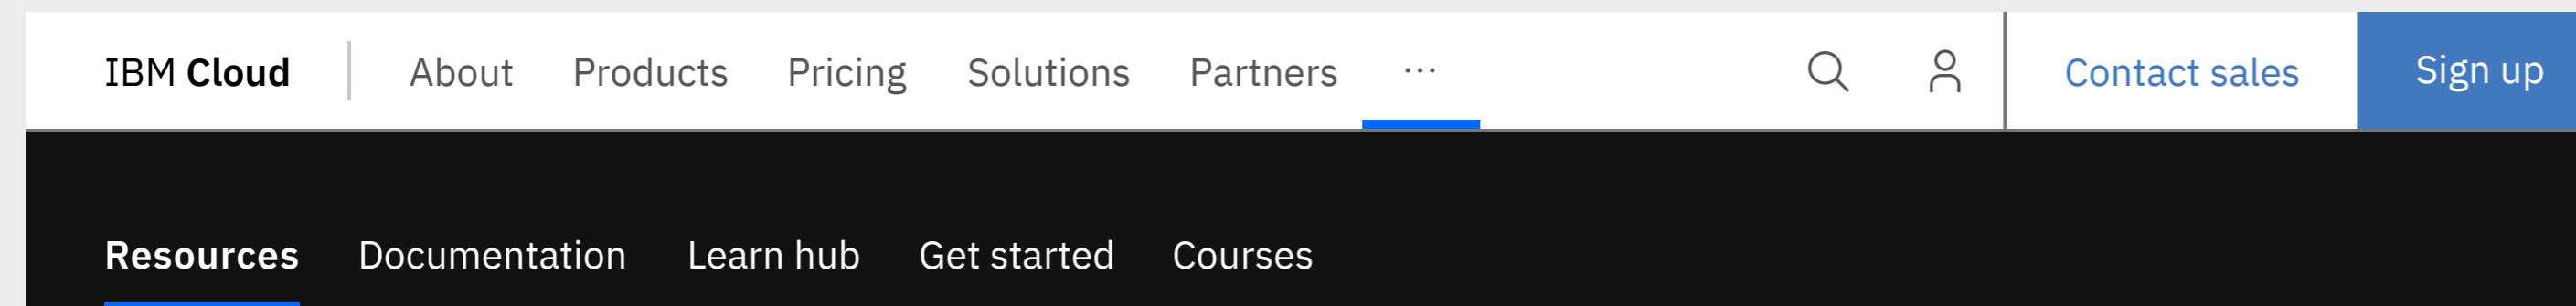 IBM Cloud About Products Pricing Solutions Partners ... Contact sales Sign up
Resources Documentation Learn hub Get started Courses